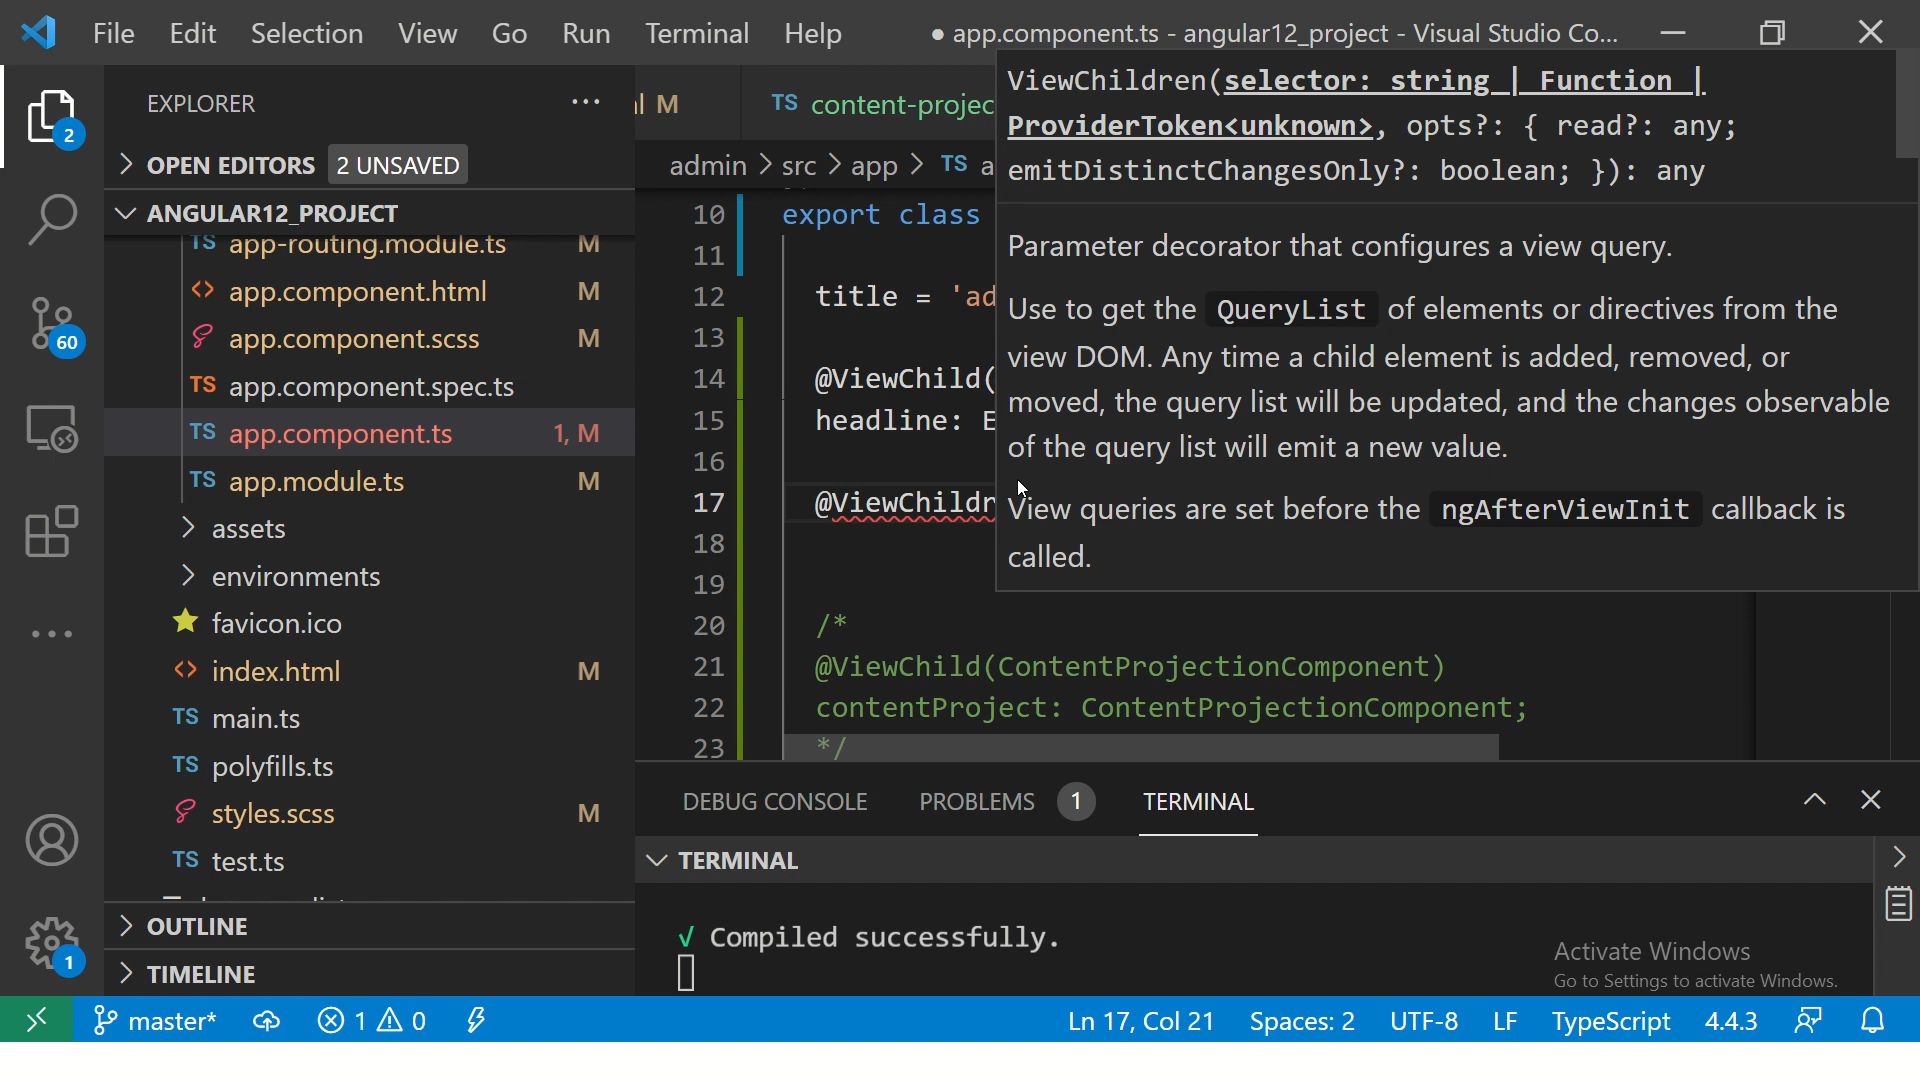 File Edit Selection View Go Run Terminal Help
● app.component.ts - angular12_project - Visual Studio Co...
EXPLORER
OPEN EDITORS 2 UNSAVED
ANGULAR12_PROJECT
TS app-routing.module.ts M
<> app.component.html M
app.component.scss M
TS app.component.spec.ts
TS app.component.ts 1, M
TS app.module.ts M
> assets
> environments
favicon.ico
<> index.html M
TS main.ts
TS polyfills.ts
styles.scss M
TS test.ts
OUTLINE
TIMELINE
2
60
1
M
TS content-projec
admin > src > app > TS a
10 export class
11
12 title = 'ad
13
14 @ViewChild(
15 headline: E
16
17 @ViewChildr
18
19
20 /*
21 @ViewChild(ContentProjectionComponent)
22 contentProject: ContentProjectionComponent;
23 */
ViewChildren(selector: string | Function |
ProviderToken<unknown>, opts?: { read?: any;
emitDistinctChangesOnly?: boolean; }): any
Parameter decorator that configures a view query.
Use to get the QueryList of elements or directives from the
view DOM. Any time a child element is added, removed, or
moved, the query list will be updated, and the changes observable
of the query list will emit a new value.
View queries are set before the ngAfterViewInit callback is
called.
DEBUG CONSOLE PROBLEMS 1 TERMINAL
TERMINAL
√ Compiled successfully.
Activate Windows
Go to Settings to activate Windows.
master* 1 0 Ln 17, Col 21 Spaces: 2 UTF-8 LF TypeScript 4.4.3